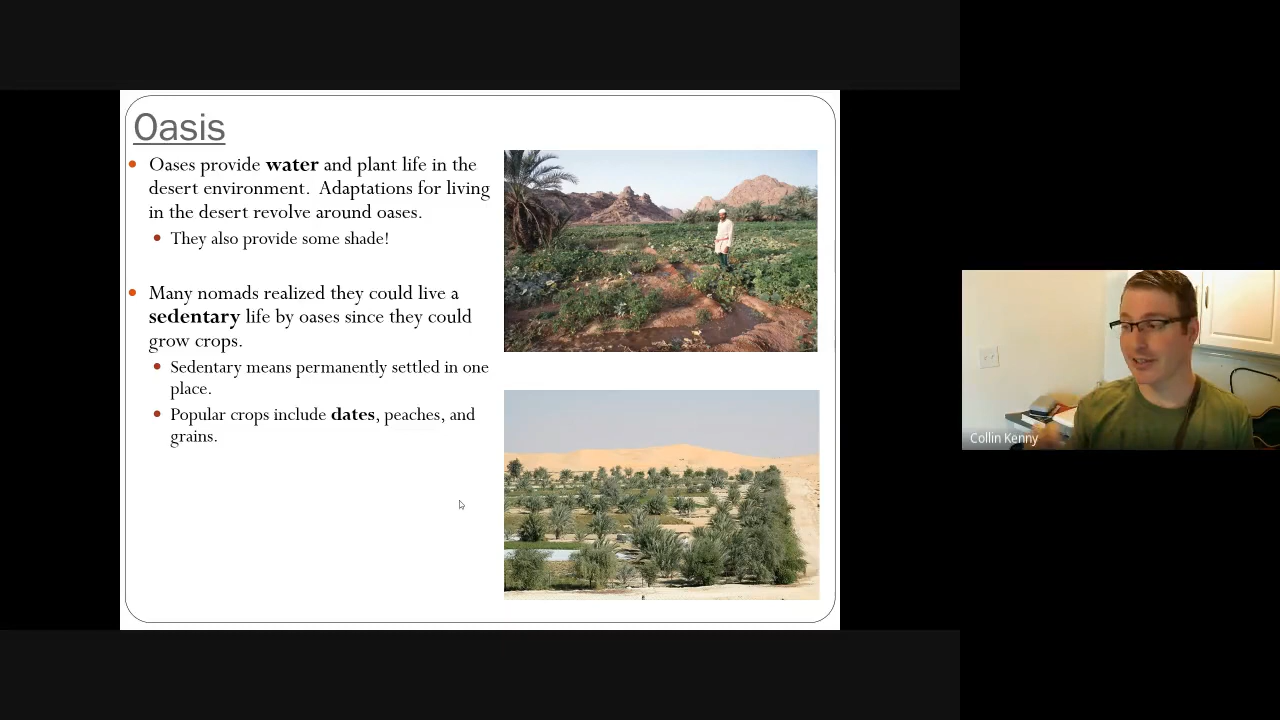 Oasis
Oases provide water and plant life in the
desert environment.  Adaptations for living
in the desert revolve around oases.
They also provide some shade!
Many nomads realized they could live a
sedentary life by oases since they could
grow crops.
Sedentary means permanently settled in one
place.
Popular crops include dates, peaches, and
grains.
Collin Kenny